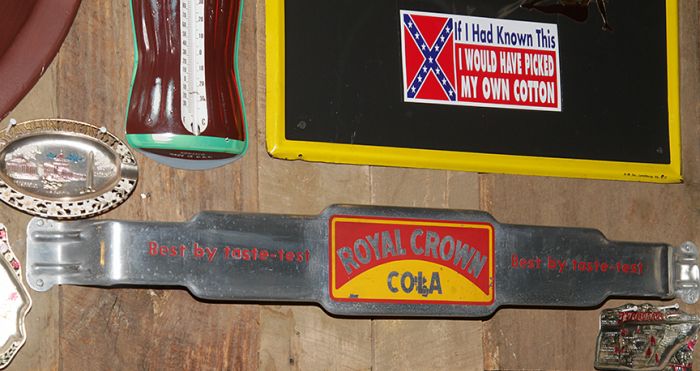 If I Had Known This
I WOULD HAVE PICKED
MY OWN COTTON
Best by taste-test
ROYAL CROWN
COLA
Best by taste-test